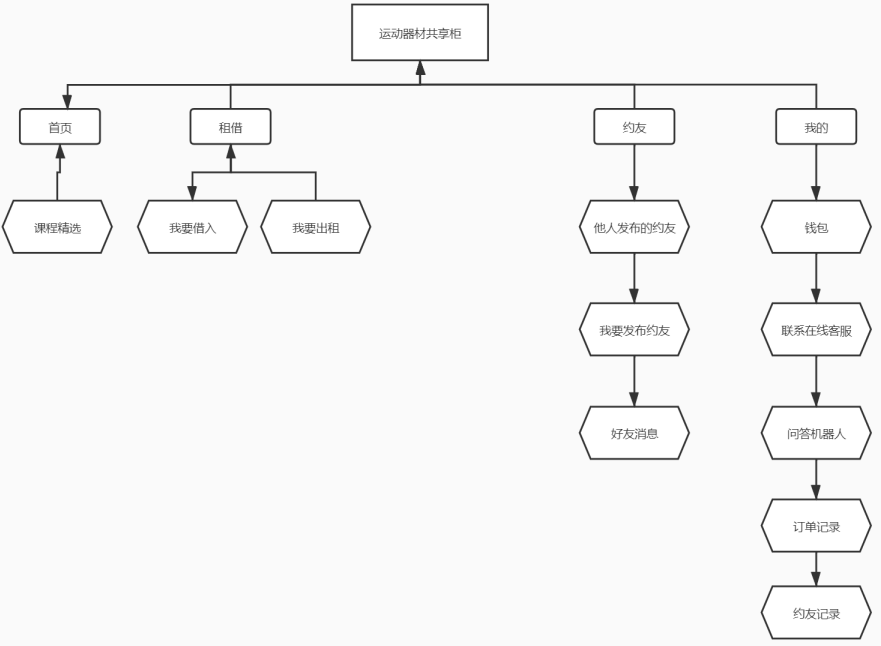 运动器材共享柜
首页
租借
约友
我的
课程精选
我要借入
我要出租
他人发布的约友
钱包
我要发布约友
联系在线客服
好友消息
问答机器人
订单记录
约友记录